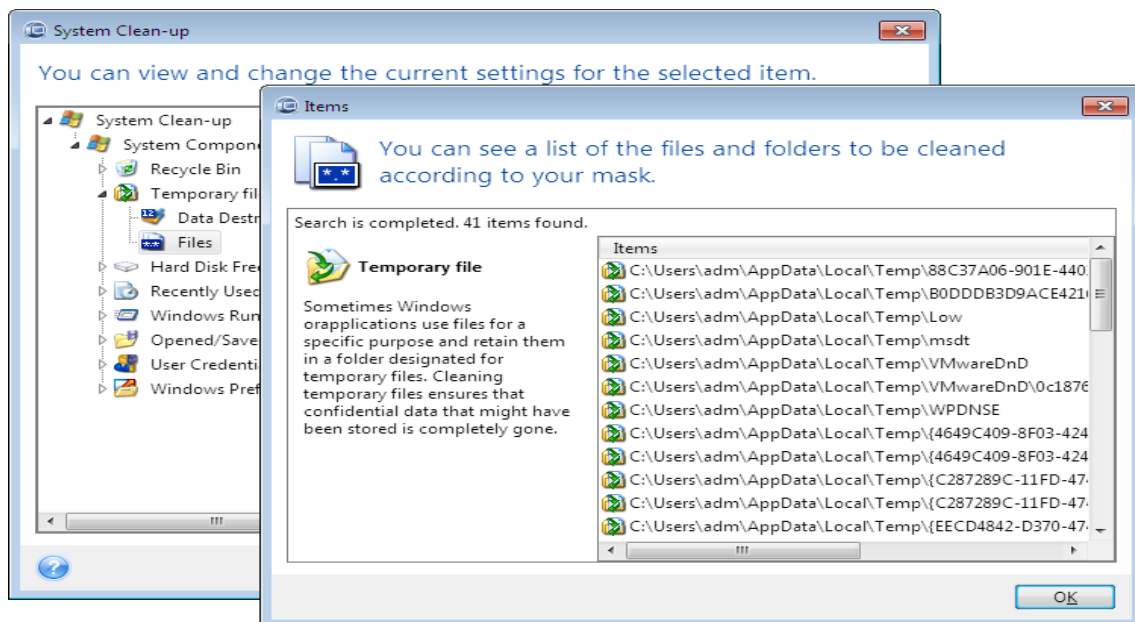 System Clean-up
You can view and change the current settings for the selected item.
System Clean-up
System Compon
Recycle Bin
Temporary fil
12
Data Destr
**
Files
Hard Disk Free
Recently Used
Windows Run
Opened/Save
User Credenti
Windows Pref
?
Items
*.*
You can see a list of the files and folders to be cleaned
according to your mask.
Search is completed. 41 items found.
Temporary file
Sometimes Windows
orapplications use files for a
specific purpose and retain them
in a folder designated for
temporary files. Cleaning
temporary files ensures that
confidential data that might have
been stored is completely gone.
Items
C:\Users\adm\AppData\Local\Temp\88C37A06-901E-440.
C:\Users\adm\AppData\Local\Temp\B0DDDB3D9ACE421
C:\Users\adm\AppData\Local\Temp\Low
C:\Users\adm\AppData\Local\Temp\msdt
C:\Users\adm\AppData\Local\Temp\VMwareDnD
C:\Users\adm\AppData\Local\Temp\VMwareDnD\0c1876
C:\Users\adm\AppData\Local\Temp\WPDNSE
C:\Users\adm\AppData\Local\Temp\{4649C409-8F03-424
C:\Users\adm\AppData\Local\Temp\{4649C409-8F03-424
C:\Users\adm\AppData\Local\Temp\{C287289C-11FD-47
C:\Users\adm\AppData\Local\Temp\{C287289C-11FD-47
C:\Users\adm\AppData\Local\Temp\{EECD4842-D370-47
OK